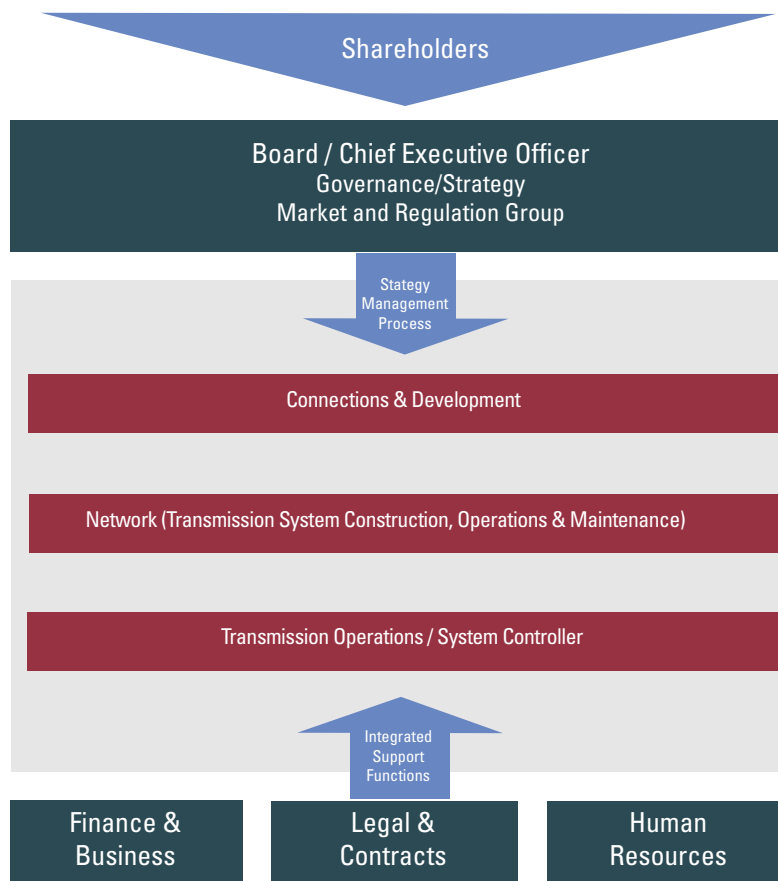 Shareholders
Board / Chief Executive Officer
Governance/Strategy
Market and Regulation Group
Stategy
Management
Process
Connections & Development
Network (Transmission System Construction, Operations & Maintenance)
Transmission Operations / System Controller
Integrated
Support
Functions
Finance &
Business
Legal &
Contracts
Human
Resources